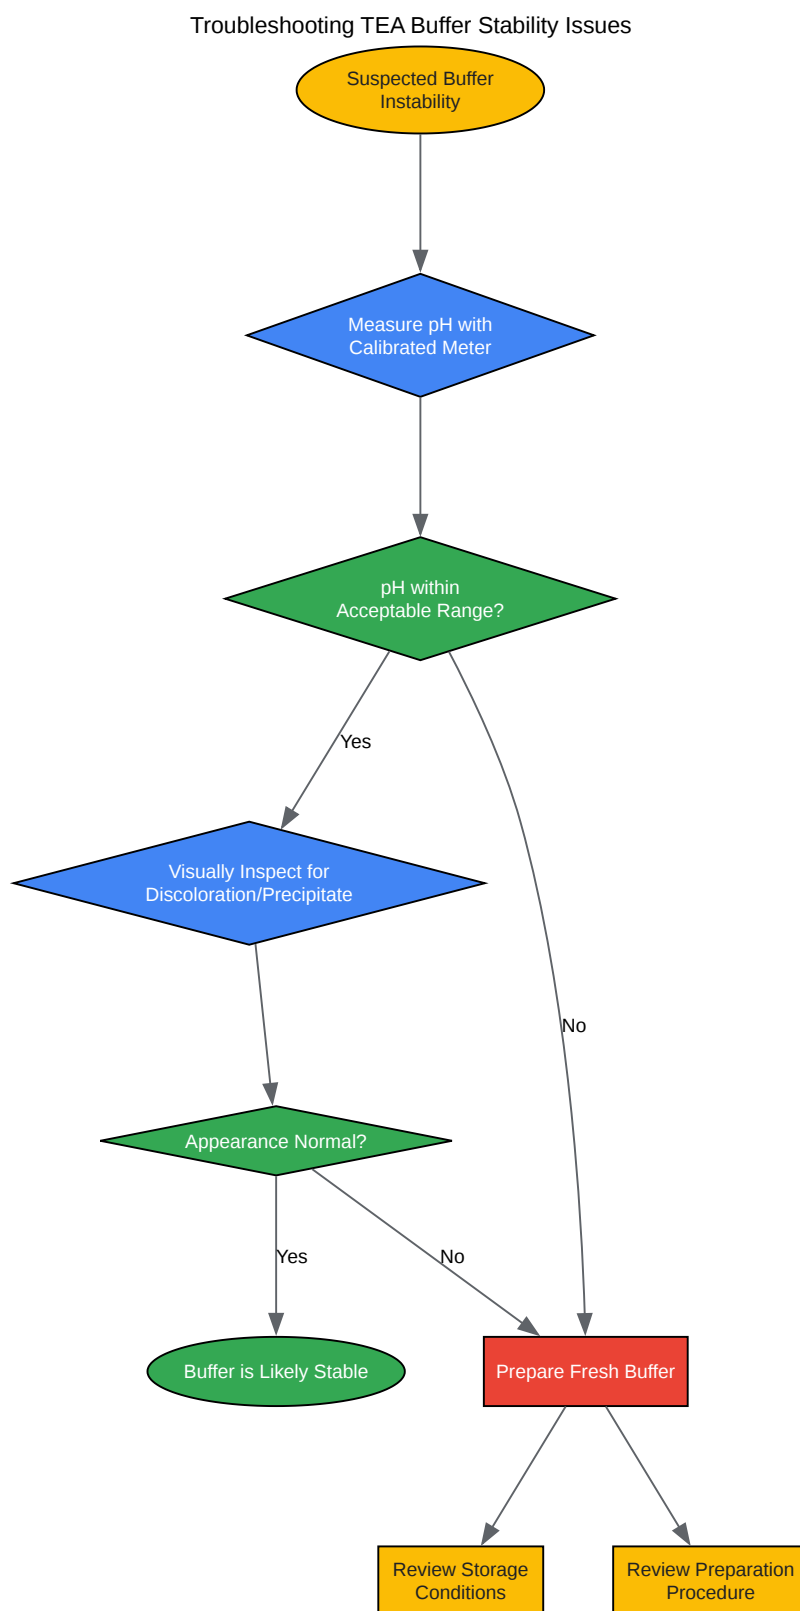 Troubleshooting TEA Buffer Stability Issues
Suspected Buffer
Instability
Measure pH with
Calibrated Meter
pH within
Acceptable Range?
Yes
Visually Inspect for
Discoloration/Precipitate
No
Appearance Normal?
Yes
No
Buffer is Likely Stable
Prepare Fresh Buffer
Review Storage
Conditions
Review Preparation
Procedure